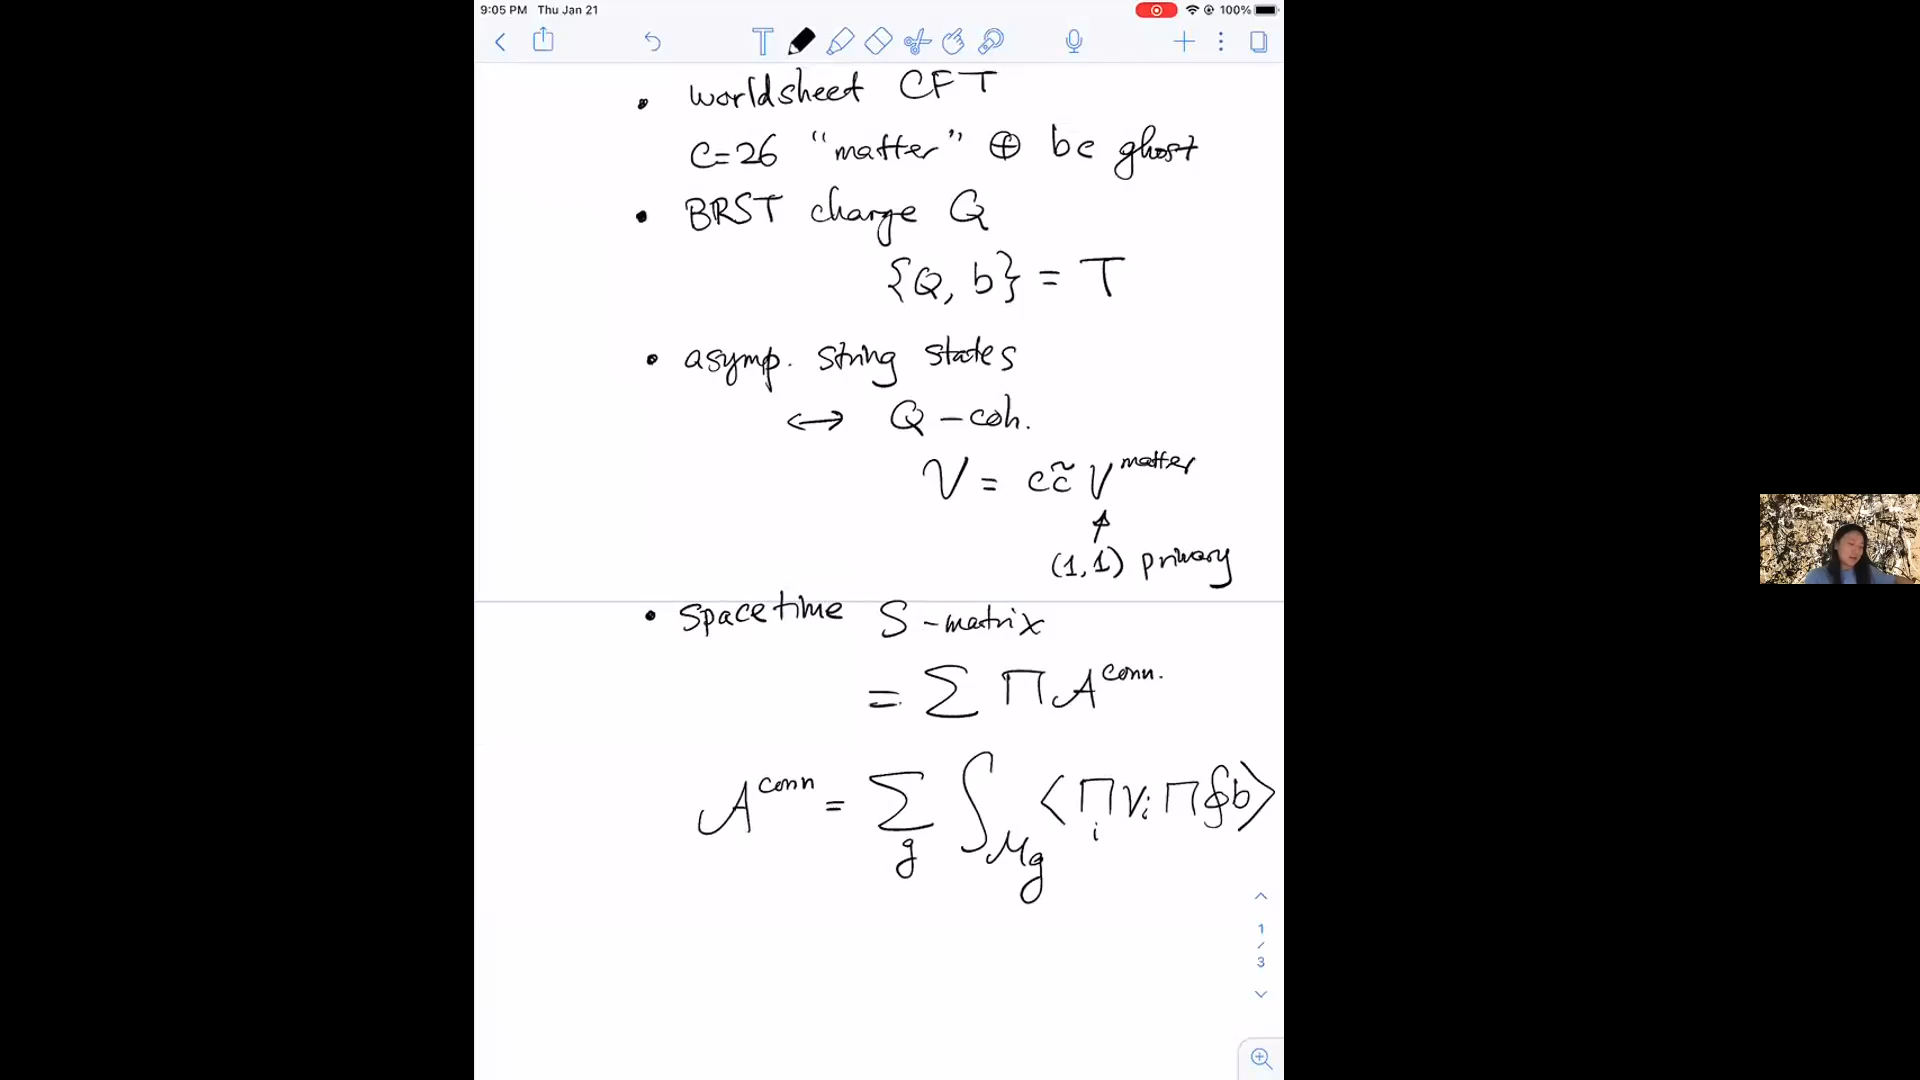 9:05 PM Thu Jan 21
100%
• worldsheet CFT
c=26 "matter" ⊕ bc ghost
• BRST charge Q
{Q, b} = T
• asymp. string states
↔ Q-coh.
V = cc̃ V^matter
↑
(1,1) primary
• spacetime S-matrix
= Σ Π A^conn.
A^conn = Σ_g ∫_{M_g} ⟨Π_i V_i Π∮b⟩
1
/
3